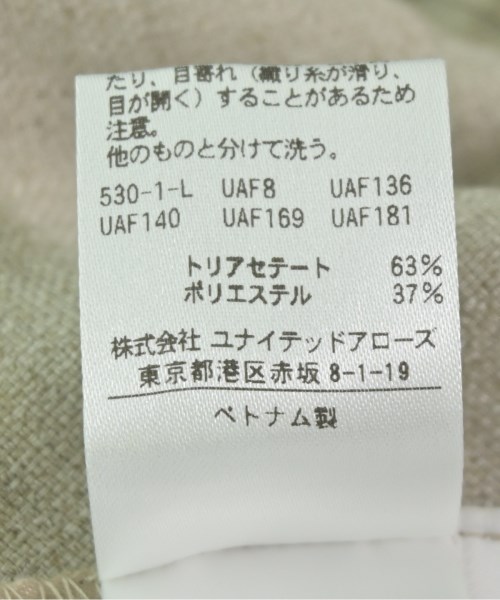 たり、目寄れ（織り糸が滑り、
目が開く）することがあるため
注意。
他のものと分けて洗う。
530-1-L UAF8 UAF136
UAF140 UAF169 UAF181
トリアセテート 63%
ポリエステル 37%
株式会社 ユナイテッドアローズ
東京都港区赤坂 8-1-19
ベトナム製